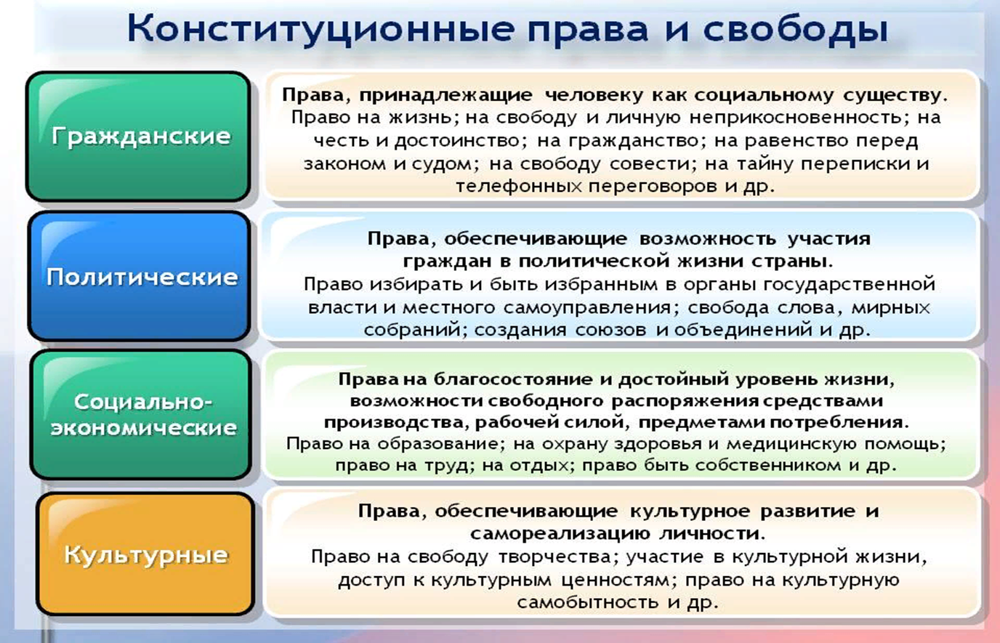 Конституционные права и свободы
Гражданские
Права, принадлежащие человеку как социальному существу.
Право на жизнь; на свободу и личную неприкосновенность; на
честь и достоинство; на гражданство; на равенство перед
законом и судом; на свободу совести; на тайну переписки и
телефонных переговоров и др.
Политические
Права, обеспечивающие возможность участия
граждан в политической жизни страны.
Право избирать и быть избранным в органы государственной
власти и местного самоуправления; свобода слова, мирных
собраний; создания союзов и объединений и др.
Социально-
экономические
Права на благосостояние и достойный уровень жизни,
возможности свободного распоряжения средствами
производства, рабочей силой, предметами потребления.
Право на образование; на охрану здоровья и медицинскую помощь;
право на труд; на отдых; право быть собственником и др.
Культурные
Права, обеспечивающие культурное развитие и
самореализацию личности.
Право на свободу творчества; участие в культурной жизни,
доступ к культурным ценностям; право на культурную
самобытность и др.